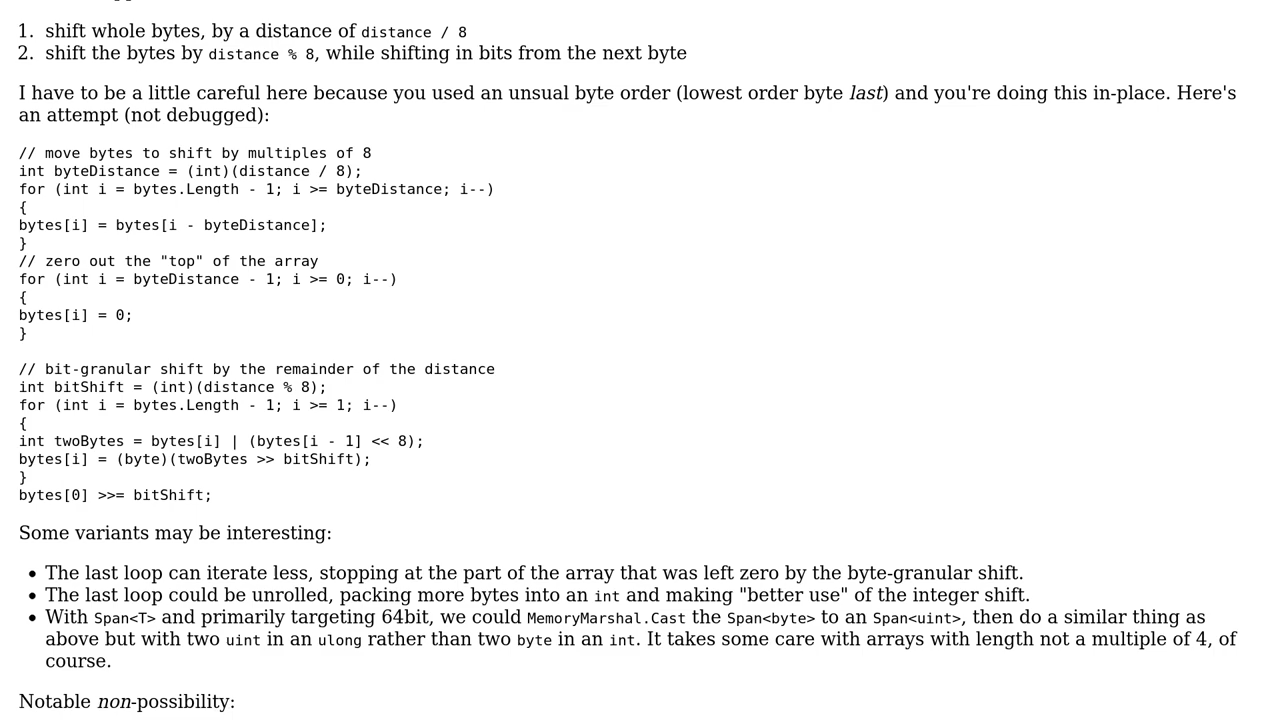 1. shift whole bytes, by a distance of distance / 8
2. shift the bytes by distance % 8, while shifting in bits from the next byte
I have to be a little careful here because you used an unsual byte order (lowest order byte last) and you're doing this in-place. Here's
an attempt (not debugged):
// move bytes to shift by multiples of 8
int byteDistance = (int)(distance / 8);
for (int i = bytes.Length - 1; i >= byteDistance; i--)
{
bytes[i] = bytes[i - byteDistance];
}
// zero out the "top" of the array
for (int i = byteDistance - 1; i >= 0; i--)
{
bytes[i] = 0;
}
// bit-granular shift by the remainder of the distance
int bitShift = (int)(distance % 8);
for (int i = bytes.Length - 1; i >= 1; i--)
{
int twoBytes = bytes[i] | (bytes[i - 1] << 8);
bytes[i] = (byte)(twoBytes >> bitShift);
}
bytes[0] >>= bitShift;
Some variants may be interesting:
• The last loop can iterate less, stopping at the part of the array that was left zero by the byte-granular shift.
• The last loop could be unrolled, packing more bytes into an int and making "better use" of the integer shift.
• With Span<T> and primarily targeting 64bit, we could MemoryMarshal.Cast the Span<byte> to an Span<uint>, then do a similar thing as
above but with two uint in an ulong rather than two byte in an int. It takes some care with arrays with length not a multiple of 4, of
course.
Notable non-possibility: